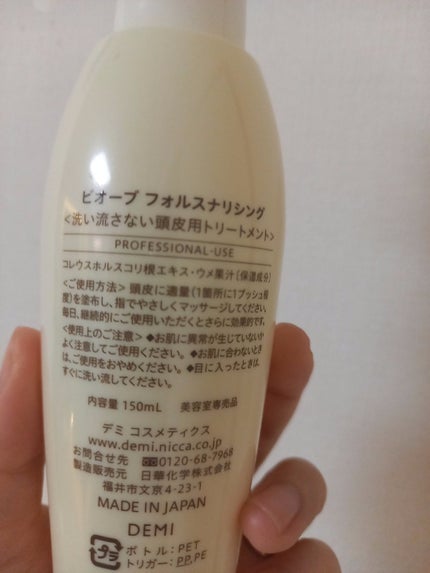 ビオーブ フォルスナリシング
<洗い流さない頭皮用トリートメント>
PROFESSIONAL-USE
コレウスホルスコリ根エキス・ウメ果汁〔保湿成分〕
<ご使用方法> 頭皮に適量(1箇所に1プッシュ程
度)を塗布し、指でやさしくマッサージしてください。
毎日、継続的にご使用いただくとさらに効果的です。
<使用上のご注意> ◆お肌に異常が生じていないか
よく注意してご使用ください。◆お肌に合わないとき
は、ご使用をおやめください。◆目に入ったときは、
すぐに洗い流してください。
内容量 150mL 美容室専売品
デミ コスメティクス
www.demi.nicca.co.jp
お問合せ先 0120-68-7968
製造販売元 日華化学株式会社
福井市文京4-23-1
MADE IN JAPAN
DEMI
プラ
ボトル:PET
トリガー:PP,PE